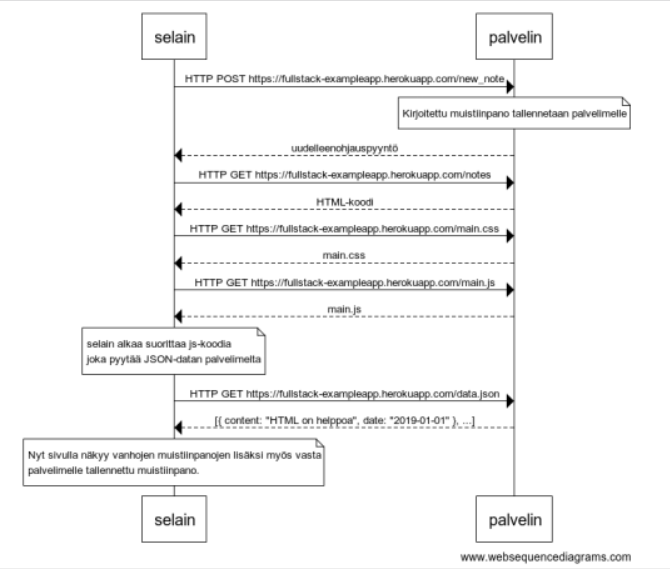 selain
palvelin
HTTP POST https://fullstack-exampleapp.herokuapp.com/new_note
Kirjoitettu muistiinpano tallennetaan palvelimelle
uudelleenohjauspyyntö
HTTP GET https://fullstack-exampleapp.herokuapp.com/notes
HTML-koodi
HTTP GET https://fullstack-exampleapp.herokuapp.com/main.css
main.css
HTTP GET https://fullstack-exampleapp.herokuapp.com/main.js
main.js
selain alkaa suorittaa js-koodia
joka pyytää JSON-datan palvelimelta
HTTP GET https://fullstack-exampleapp.herokuapp.com/data.json
[{ content: "HTML on helppoa", date: "2019-01-01" }, ...]
Nyt sivulla näkyy vanhojen muistiinpanojen lisäksi myös vasta
palvelimelle tallennettu muistiinpano.
selain
palvelin
www.websequencediagrams.com